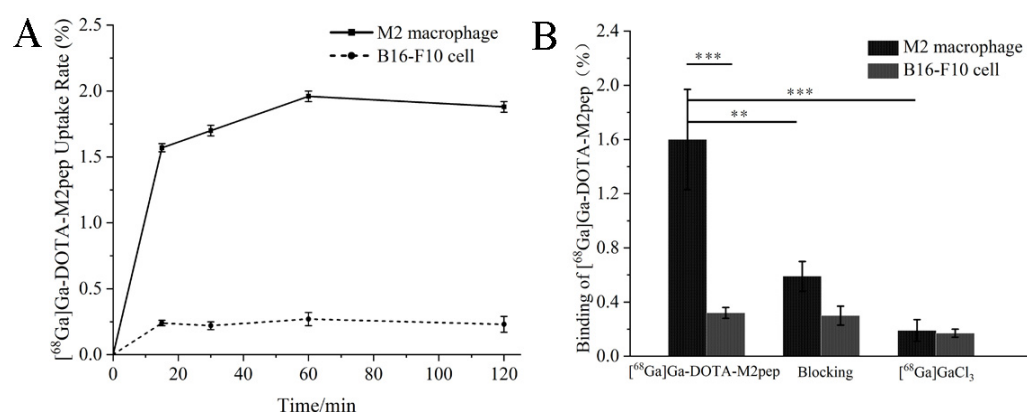 A
[⁶⁸Ga]Ga-DOTA-M2pep Uptake Rate (%)
2.5
2.0
1.5
1.0
0.5
0.0
M2 macrophage
B16-F10 cell
0 20 40 60 80 100 120
Time/min
B
Binding of [⁶⁸Ga]Ga-DOTA-M2pep (%)
2.4
2.0
1.6
1.2
0.8
0.4
0.0
M2 macrophage
B16-F10 cell
***
***
**
[⁶⁸Ga]Ga-DOTA-M2pep Blocking [⁶⁸Ga]GaCl₃